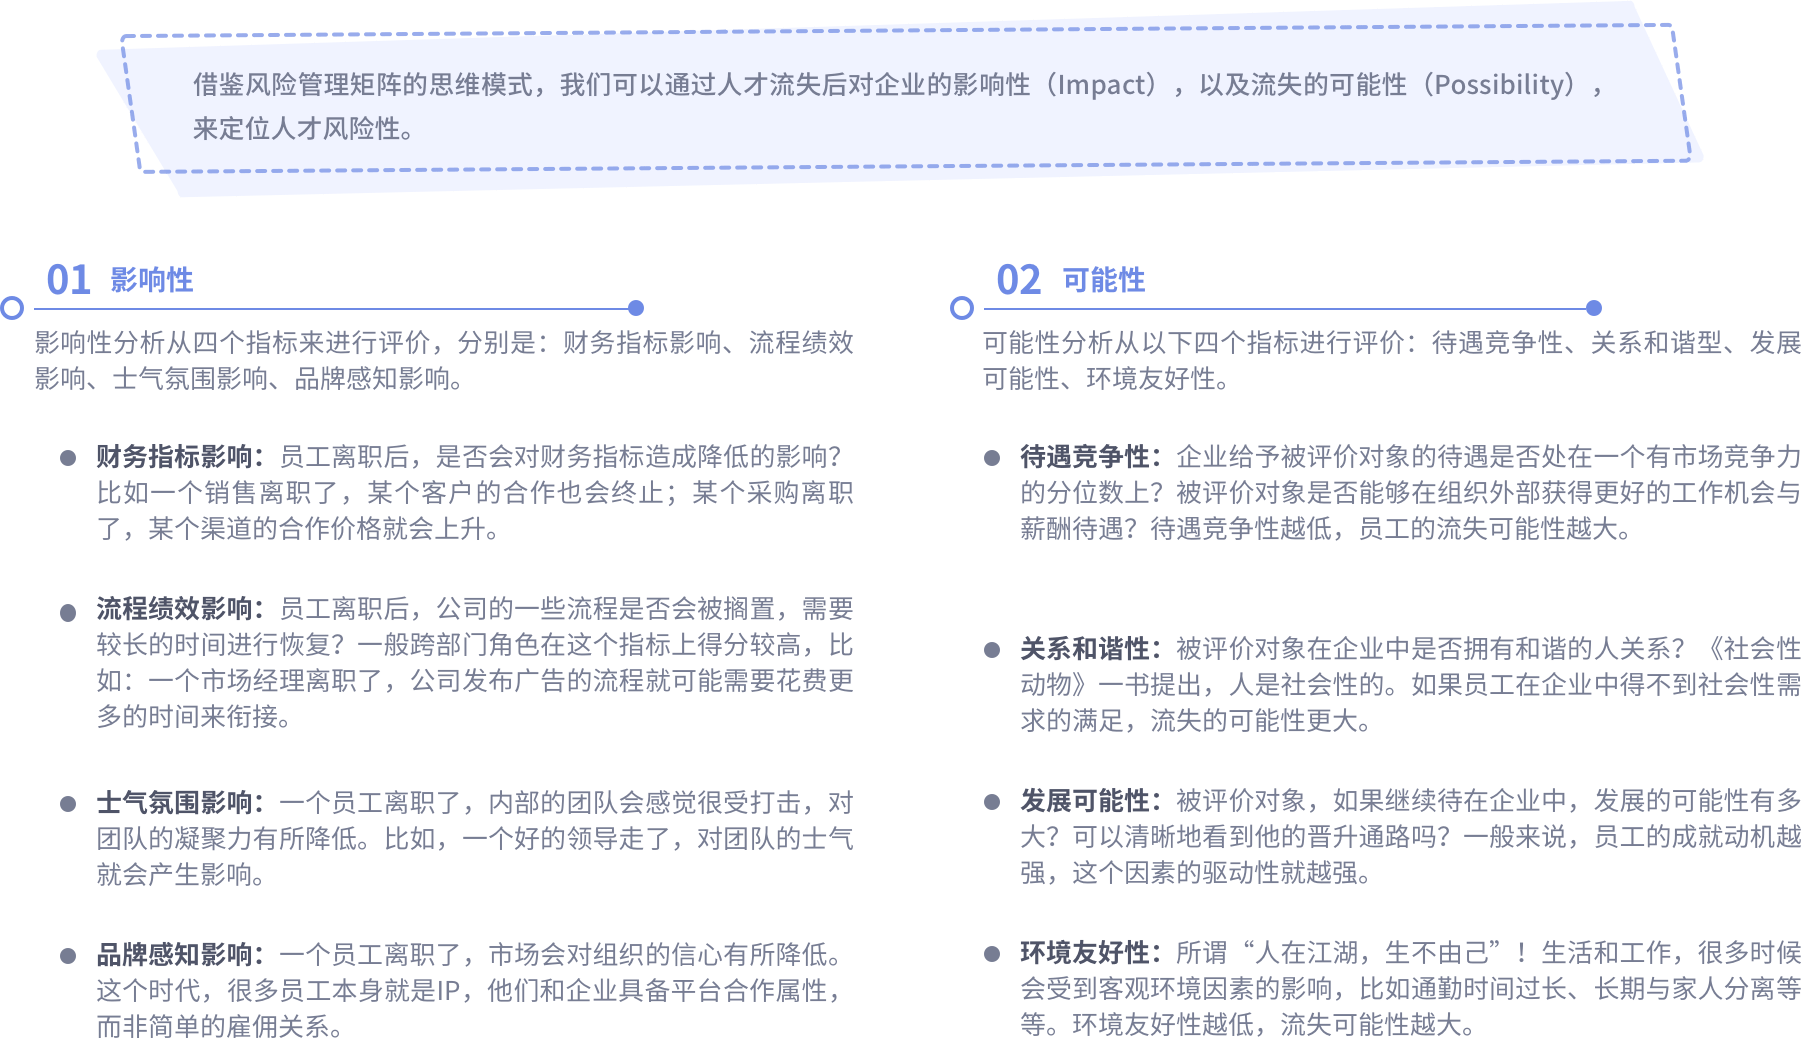 借鉴风险管理矩阵的思维模式，我们可以通过人才流失后对企业的影响性（Impact），以及流失的可能性（Possibility），
来定位人才风险性。
01 影响性
影响性分析从四个指标来进行评价，分别是：财务指标影响、流程绩效
影响、士气氛围影响、品牌感知影响。
财务指标影响：员工离职后，是否会对财务指标造成降低的影响？
比如一个销售离职了，某个客户的合作也会终止；某个采购离职
了，某个渠道的合作价格就会上升。
流程绩效影响：员工离职后，公司的一些流程是否会被搁置，需要
较长的时间进行恢复？一般跨部门角色在这个指标上得分较高，比
如：一个市场经理离职了，公司发布广告的流程就可能需要花费更
多的时间来衔接。
士气氛围影响：一个员工离职了，内部的团队会感觉很受打击，对
团队的凝聚力有所降低。比如，一个好的领导走了，对团队的士气
就会产生影响。
品牌感知影响：一个员工离职了，市场会对组织的信心有所降低。
这个时代，很多员工本身就是IP，他们和企业具备平台合作属性，
而非简单的雇佣关系。
02 可能性
可能性分析从以下四个指标进行评价：待遇竞争性、关系和谐型、发展
可能性、环境友好性。
待遇竞争性：企业给予被评价对象的待遇是否处在一个有市场竞争力
的分位数上？被评价对象是否能够在组织外部获得更好的工作机会与
薪酬待遇？待遇竞争性越低，员工的流失可能性越大。
关系和谐性：被评价对象在企业中是否拥有和谐的人关系？《社会性
动物》一书提出，人是社会性的。如果员工在企业中得不到社会性需
求的满足，流失的可能性更大。
发展可能性：被评价对象，如果继续待在企业中，发展的可能性有多
大？可以清晰地看到他的晋升通路吗？一般来说，员工的成就动机越
强，这个因素的驱动性就越强。
环境友好性：所谓“人在江湖，生不由己”！生活和工作，很多时候
会受到客观环境因素的影响，比如通勤时间过长、长期与家人分离等
等。环境友好性越低，流失可能性越大。